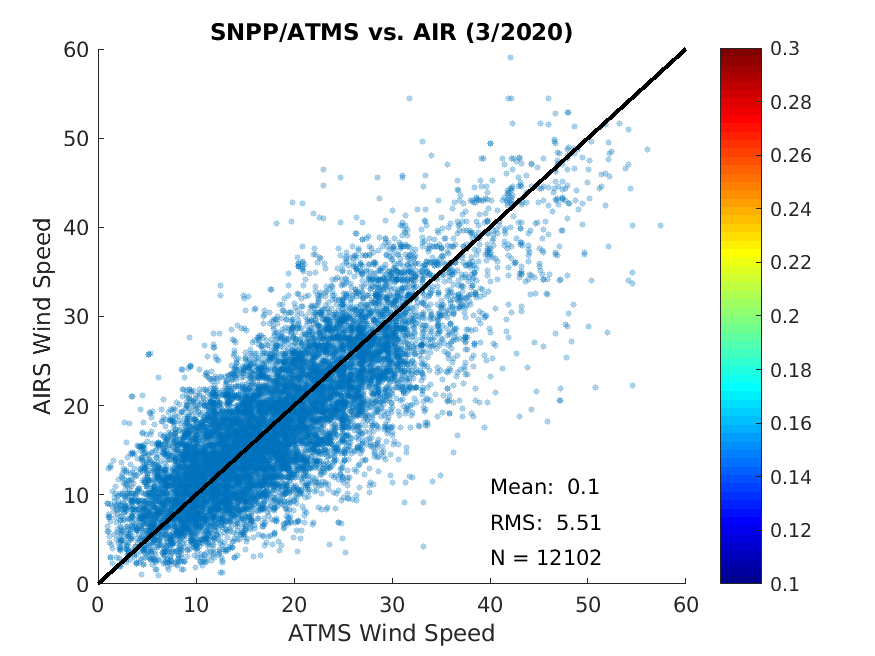 SNPP/ATMS vs. AIR (3/2020)
60
50
40
30
20
10
0
AIRS Wind Speed
Mean: 0.1
RMS: 5.51
N = 12102
0 10 20 30 40 50 60
ATMS Wind Speed
0.3
0.28
0.26
0.24
0.22
0.2
0.18
0.16
0.14
0.12
0.1